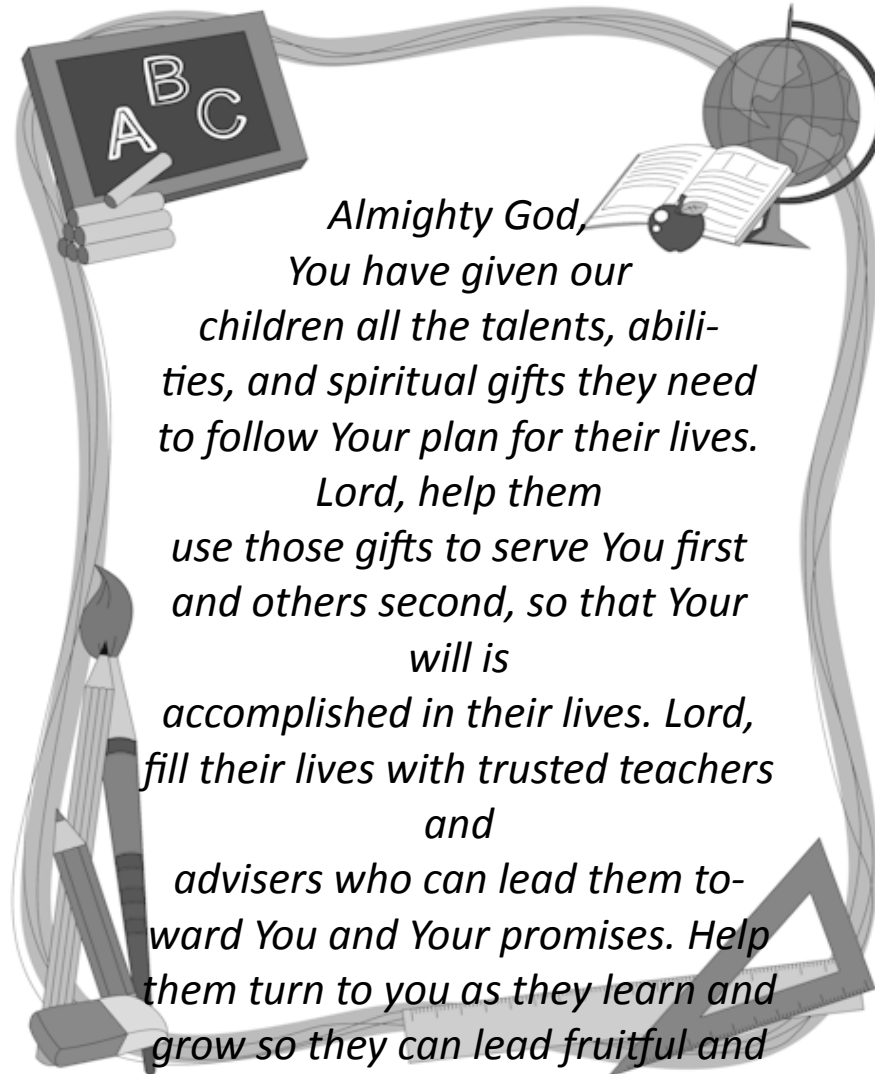 A B C
Almighty God,
You have given our
children all the talents, abili-
ties, and spiritual gifts they need
to follow Your plan for their lives.
Lord, help them
use those gifts to serve You first
and others second, so that Your
will is
accomplished in their lives. Lord,
fill their lives with trusted teachers
and
advisers who can lead them to-
ward You and Your promises. Help
them turn to you as they learn and
grow so they can lead fruitful and